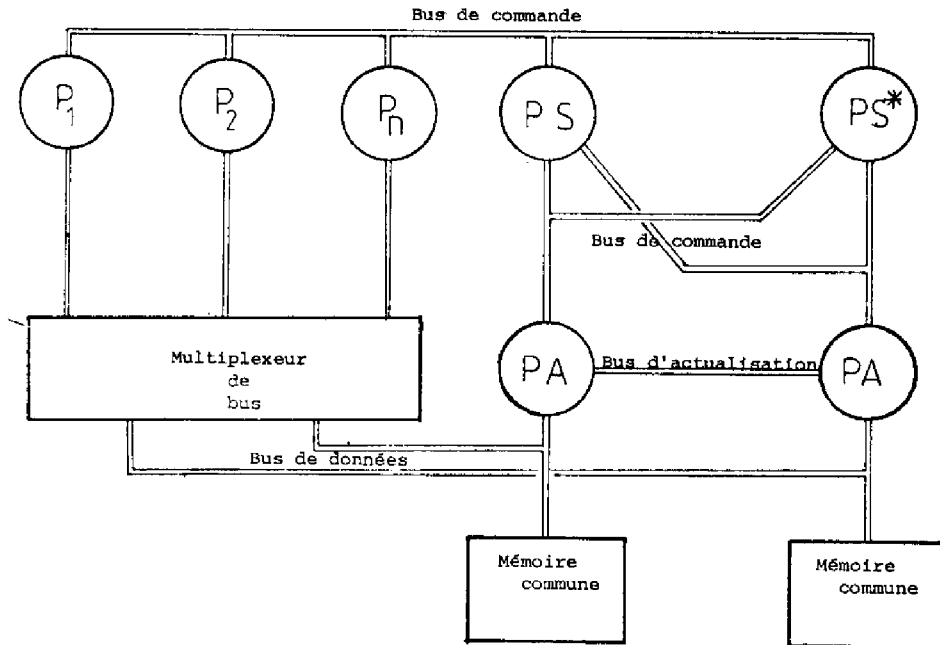 Bus de commande
P1
P2
Pn
PS
PS*
Bus de commande
Multiplexeur
de
bus
PA
Bus d'actualisation
PA
Bus de données
Mémoire
commune
Mémoire
commune